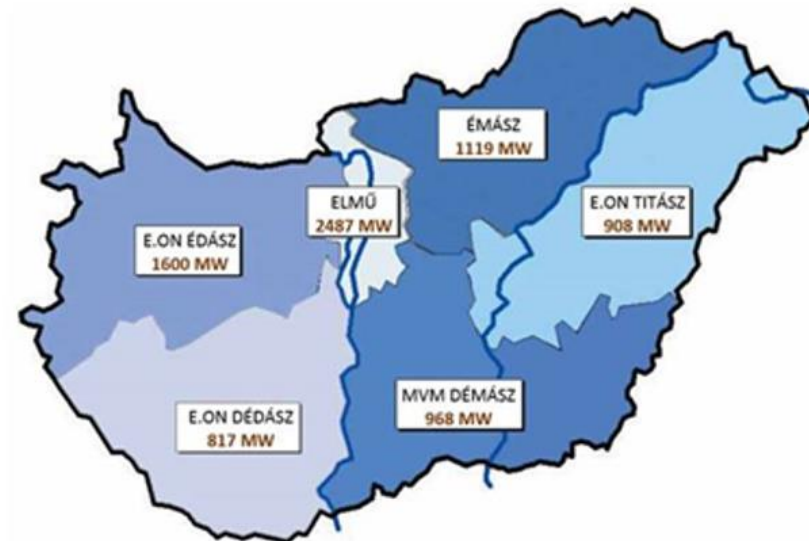 ÉMÁSZ
1119 MW
ELMŰ
2487 MW
E.ON TITÁSZ
908 MW
E.ON ÉDÁSZ
1600 MW
MVM DÉMÁSZ
968 MW
E.ON DÉDÁSZ
817 MW